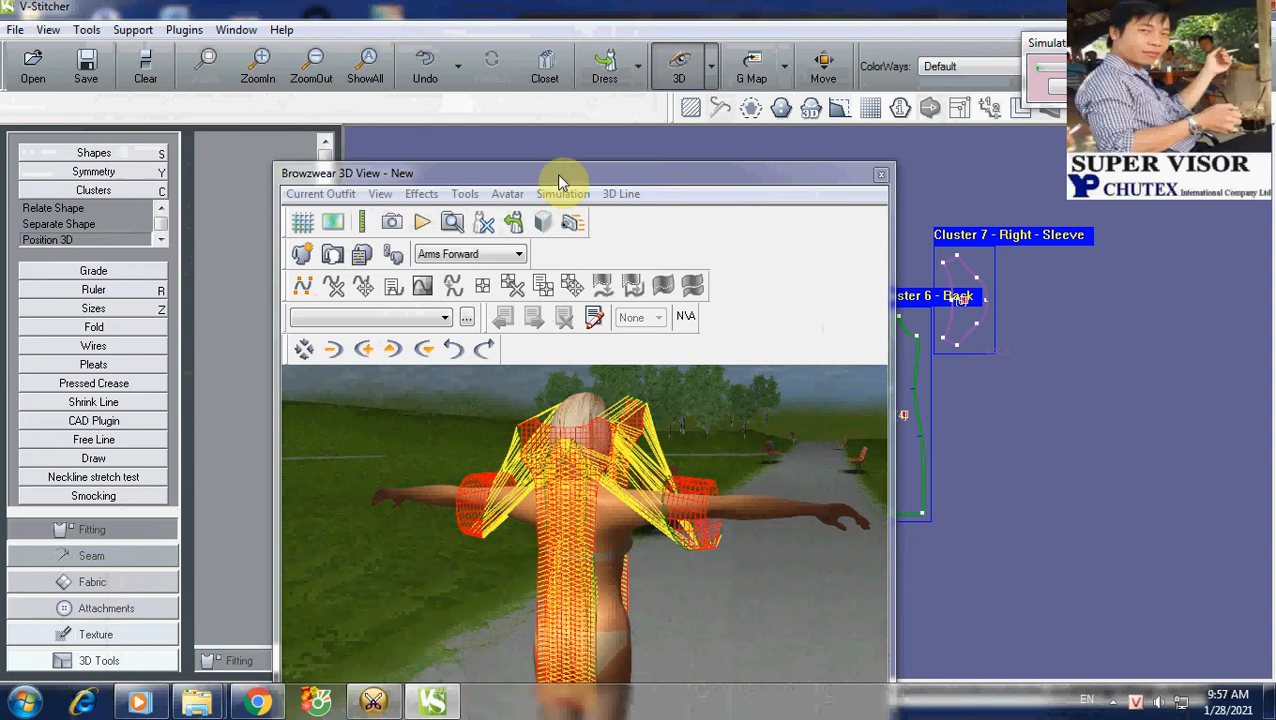 V-Stitcher
File View Tools Support Plugins Window Help
Open Save Clear ZoomIn ZoomOut ShowAll Undo Closet Dress 3D G Map Move ColorWays: Default
Simulat
Shapes S
Symmetry Y
Clusters C
Relate Shape
Separate Shape
Position 3D
Grade
Ruler R
Sizes Z
Fold
Wires
Pleats
Pressed Crease
Shrink Line
CAD Plugin
Free Line
Draw
Neckline stretch test
Smocking
Fitting
Seam
Fabric
Attachments
Texture
3D Tools
Fitting
Browzwear 3D View - New
Current Outfit View Effects Tools Avatar Simulation 3D Line
Arms Forward
... None N/A
Cluster 7 - Right - Sleeve
ster 6 - Back
SUPER VISOR
CHUTEX International Company Ltd
EN
9:57 AM
1/28/2021